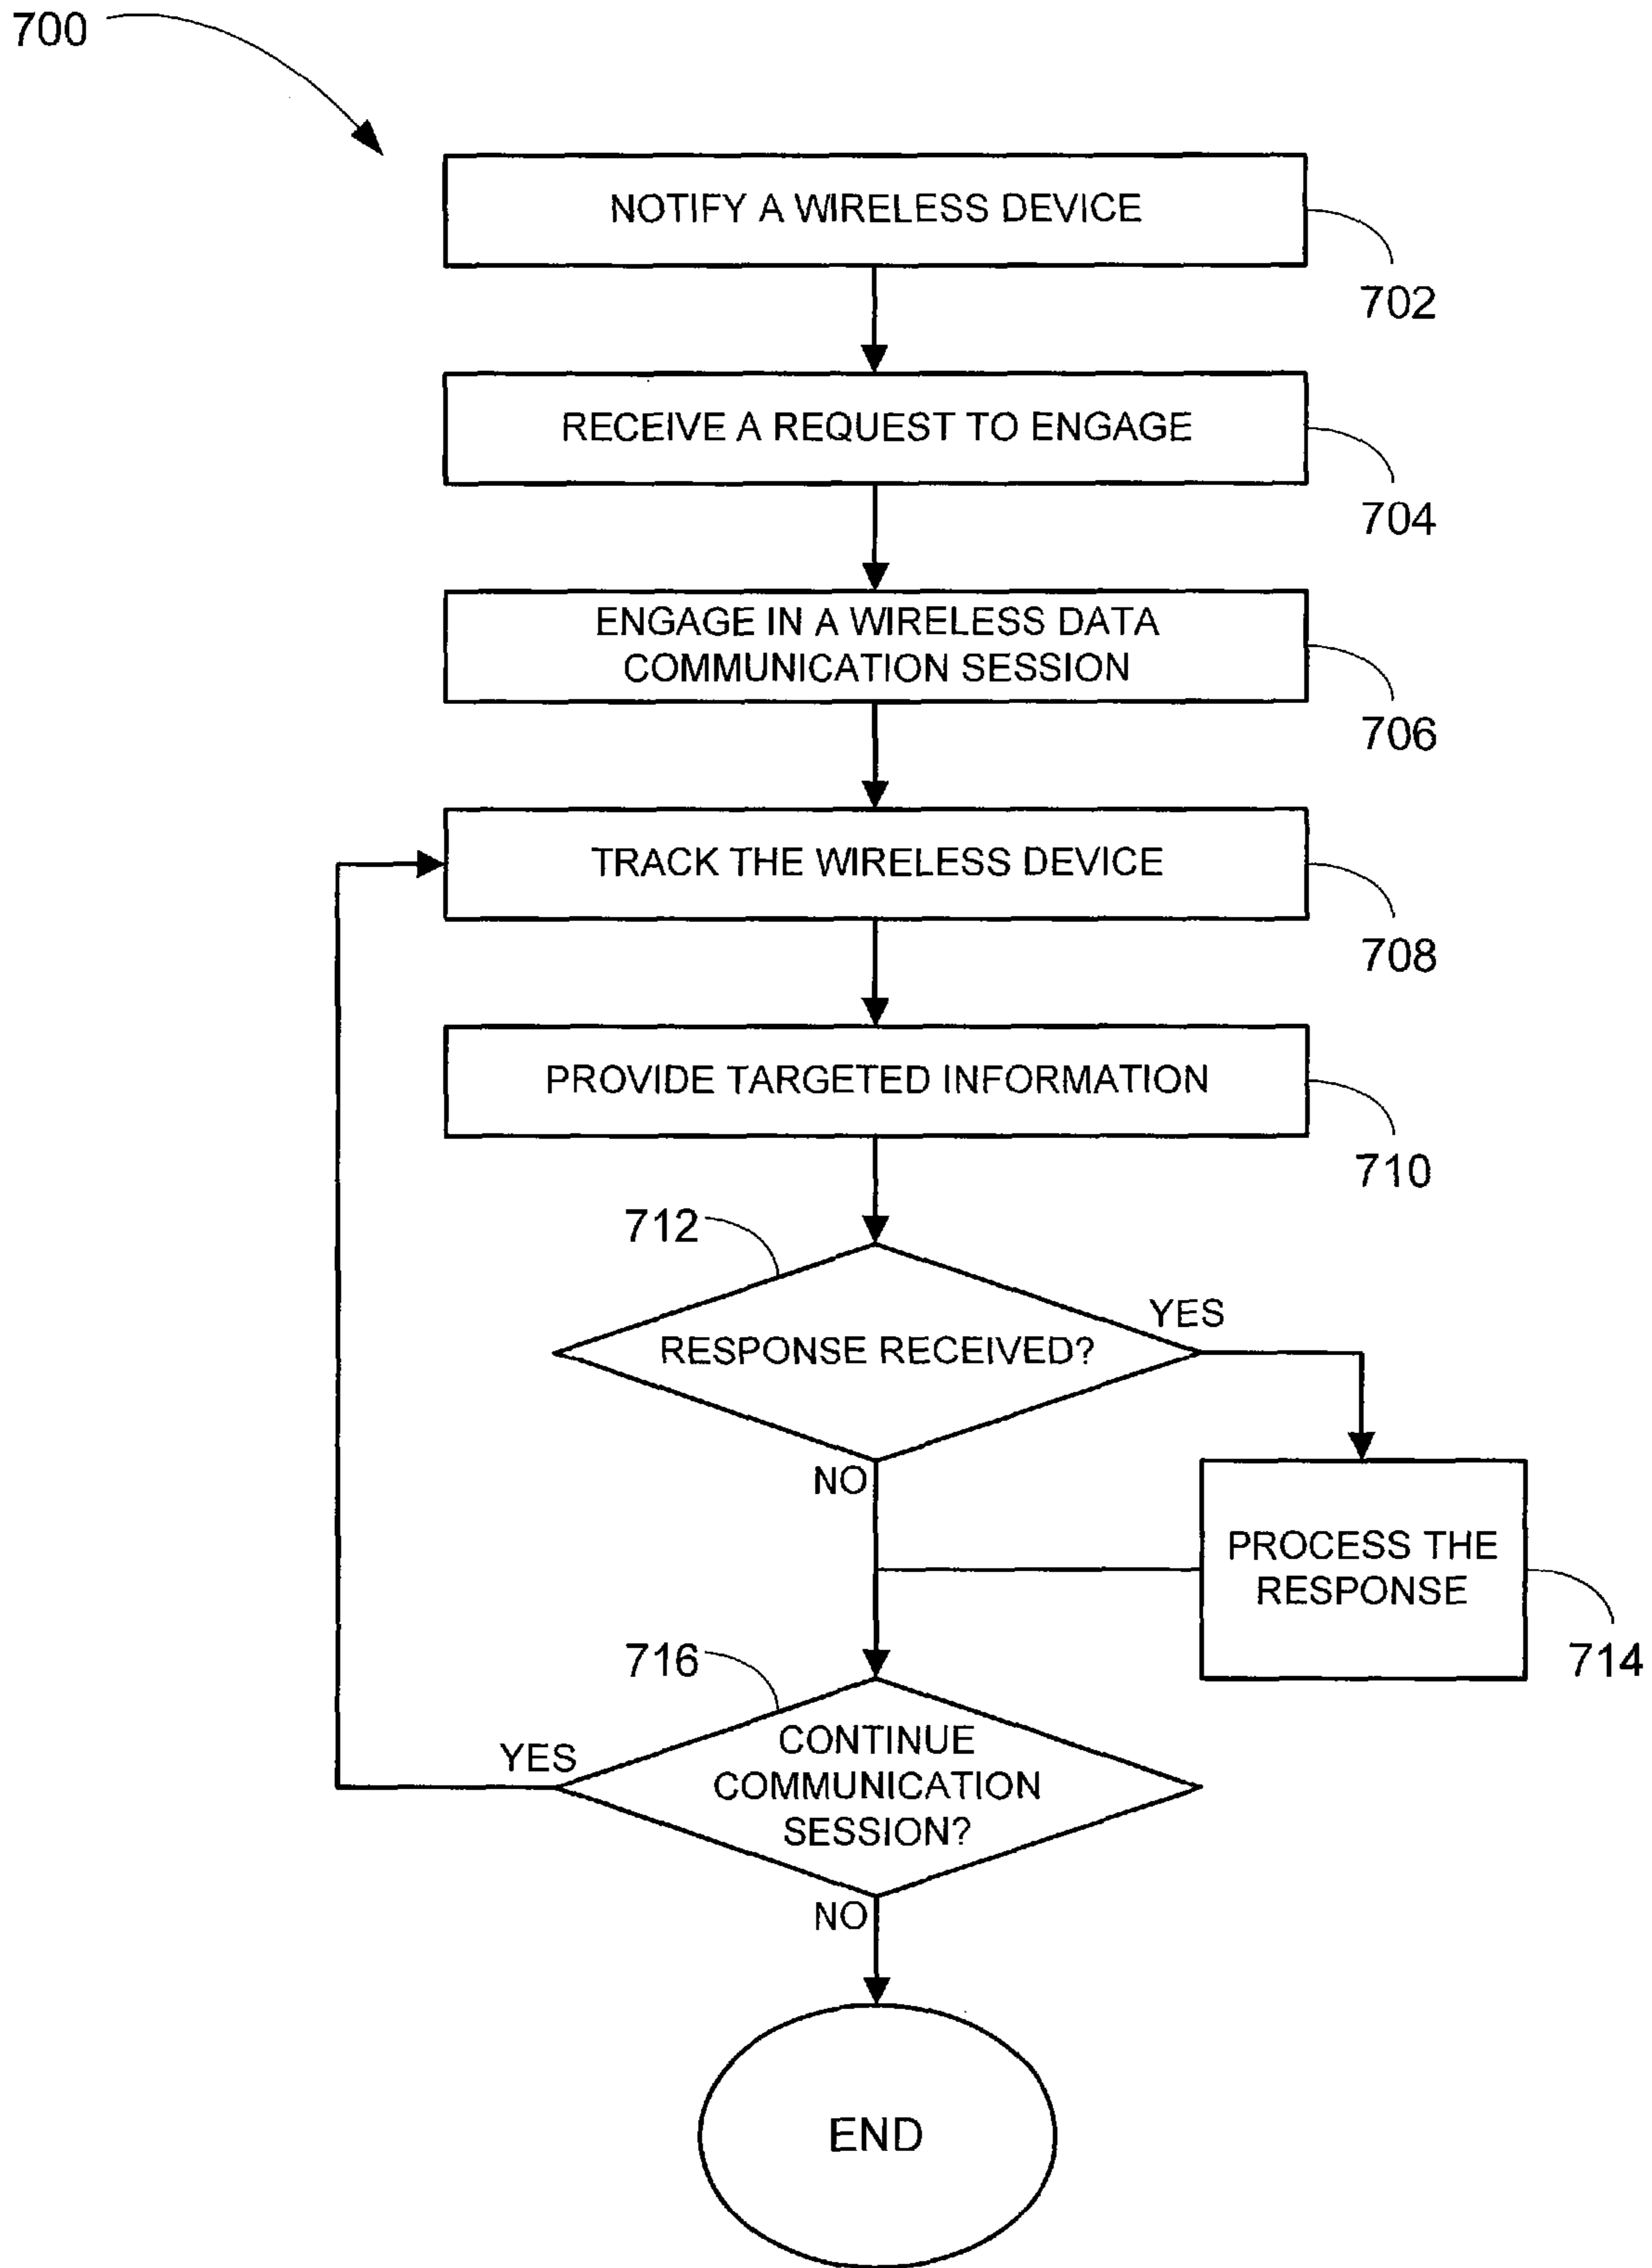 700
NOTIFY A WIRELESS DEVICE
702
RECEIVE A REQUEST TO ENGAGE
704
ENGAGE IN A WIRELESS DATA
COMMUNICATION SESSION
706
TRACK THE WIRELESS DEVICE
708
PROVIDE TARGETED INFORMATION
710
712
YES
RESPONSE RECEIVED?
NO
PROCESS THE
RESPONSE
714
716
CONTINUE
COMMUNICATION
SESSION?
YES
NO
END